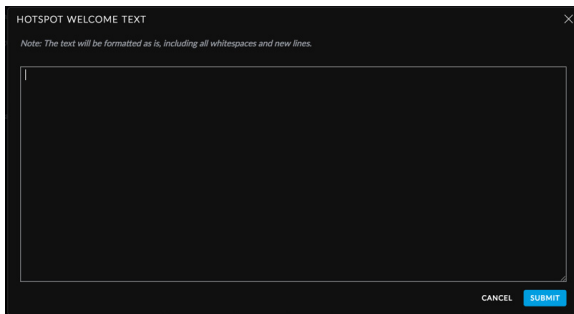 HOTSPOT WELCOME TEXT
Note: The text will be formatted as is, including all whitespaces and new lines.
CANCEL SUBMIT